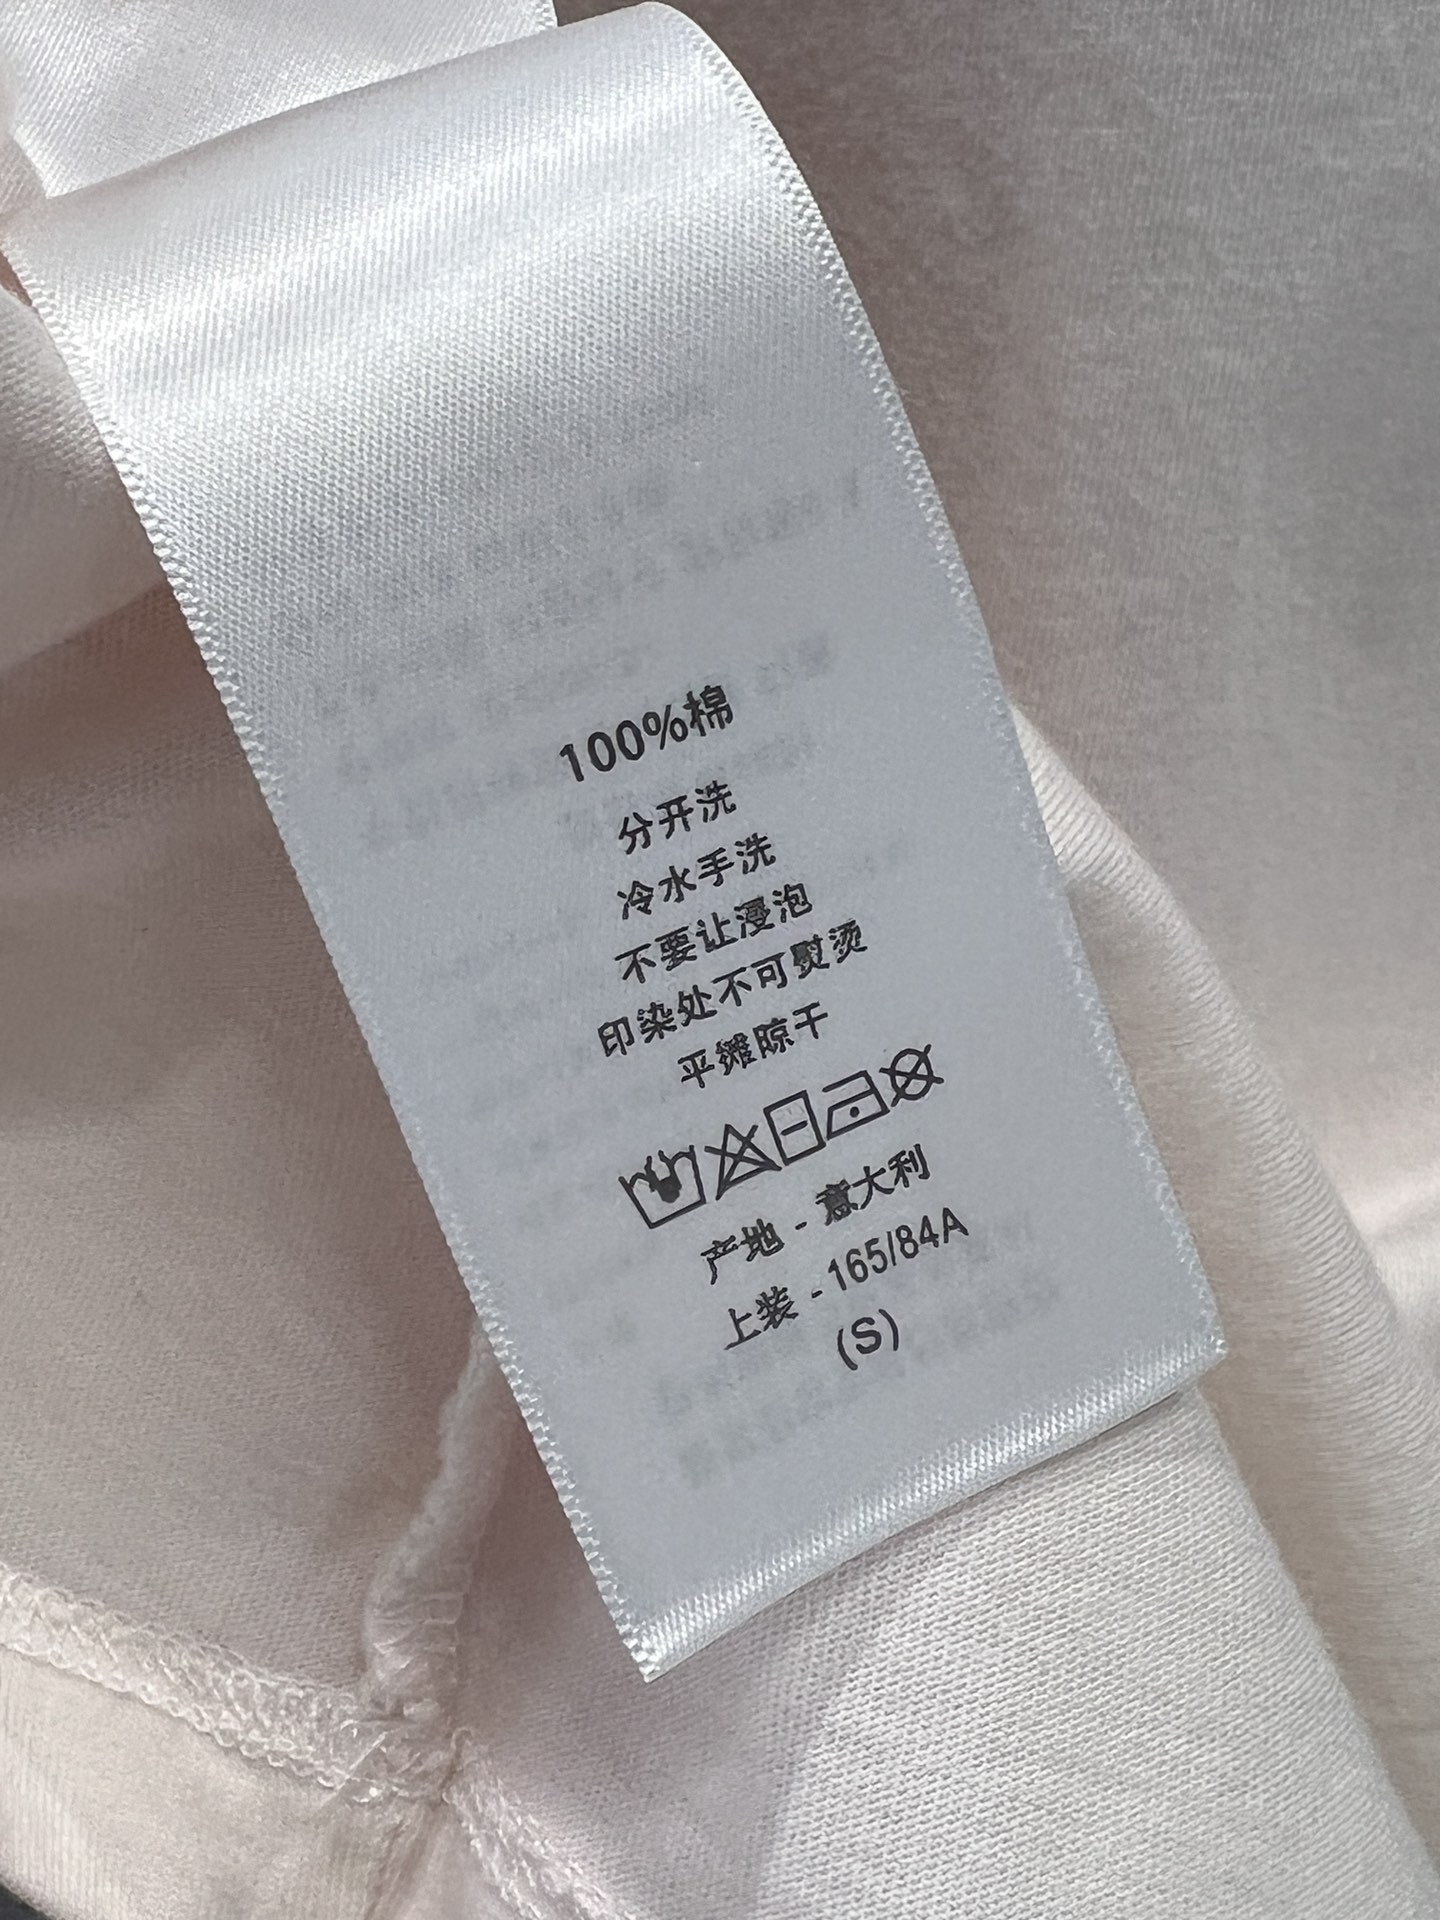 100%棉
分开洗
冷水手洗
不要让浸泡
印染处不可熨烫
平摊晾干
产地 - 意大利
上装 - 165/84A
(S)